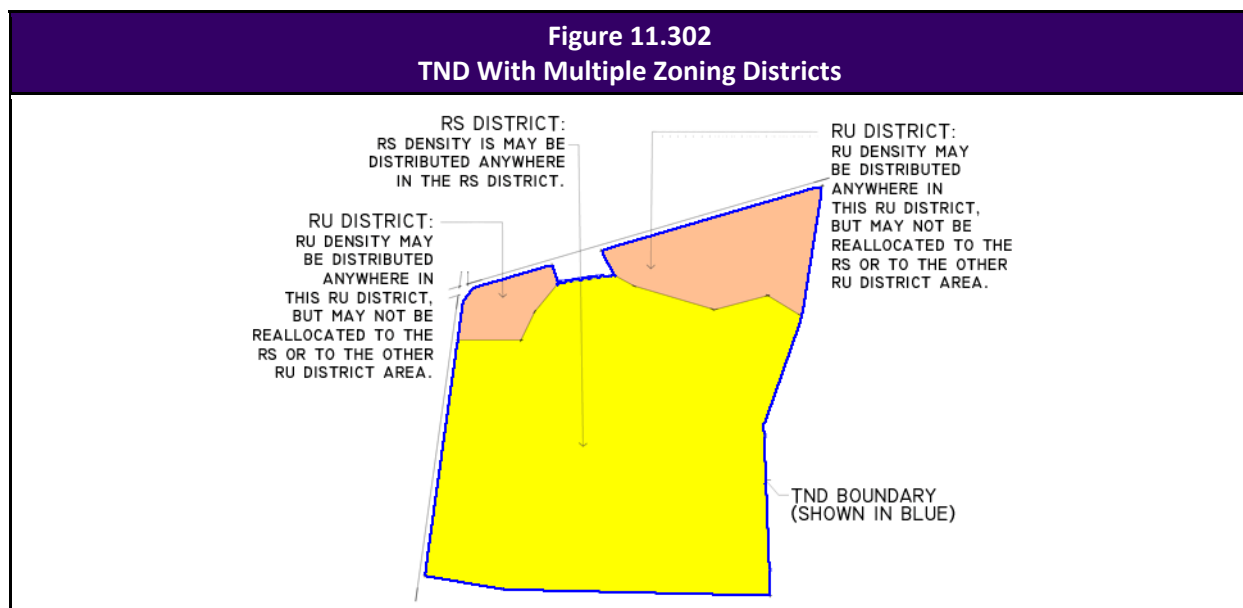 Figure 11.302
TND With Multiple Zoning Districts
RS DISTRICT:
RS DENSITY IS MAY BE
DISTRIBUTED ANYWHERE
IN THE RS DISTRICT.
RU DISTRICT:
RU DENSITY MAY
BE DISTRIBUTED
ANYWHERE IN
THIS RU DISTRICT,
BUT MAY NOT BE
REALLOCATED TO THE
RS OR TO THE OTHER
RU DISTRICT AREA.
RU DISTRICT:
RU DENSITY MAY
BE DISTRIBUTED
ANYWHERE IN
THIS RU DISTRICT,
BUT MAY NOT BE
REALLOCATED TO THE
RS OR TO THE OTHER
RU DISTRICT AREA.
TND BOUNDARY
(SHOWN IN BLUE)